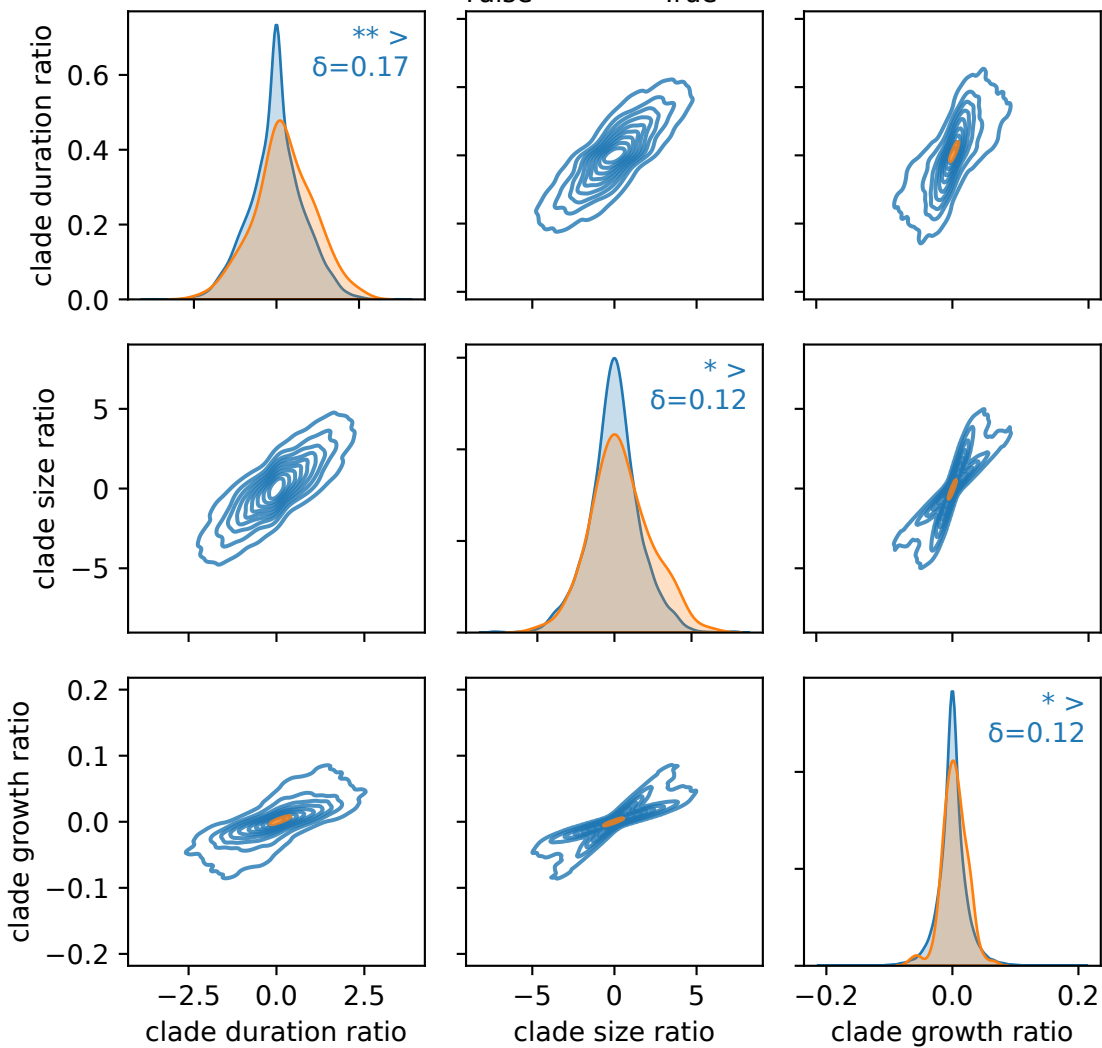 clade duration ratio
0.6
0.4
0.2
0.0
** >
δ=0.17
clade size ratio
5
0
−5
* >
δ=0.12
clade growth ratio
0.2
0.1
0.0
−0.1
−0.2
* >
δ=0.12
−2.5 0.0 2.5
−5 0 5
−0.2 0.0 0.2
clade duration ratio
clade size ratio
clade growth ratio